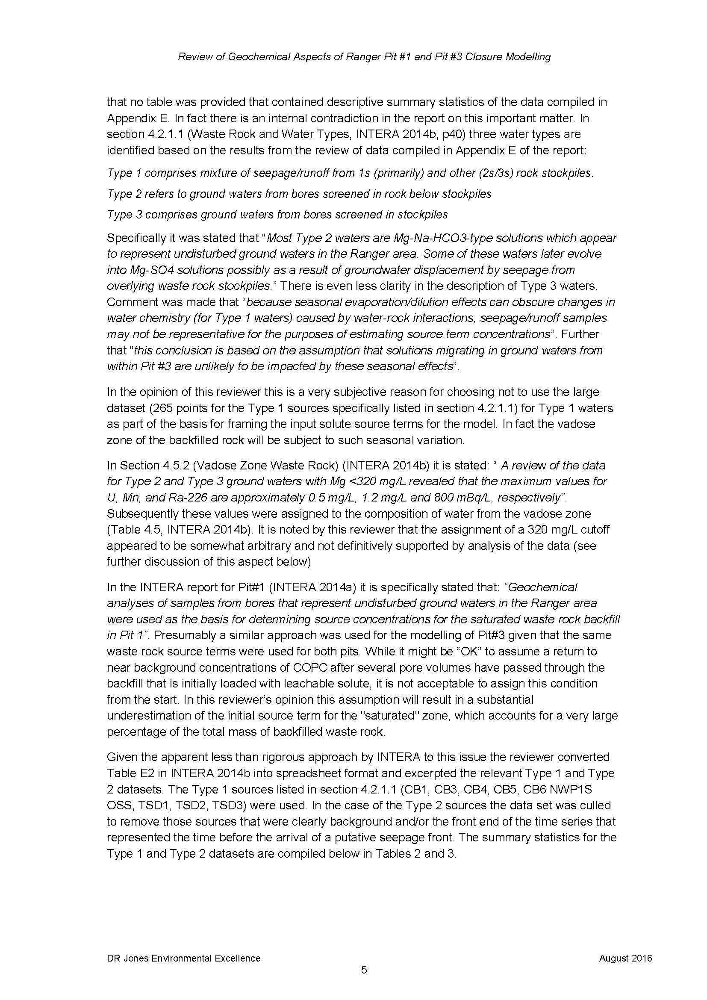 Review of Geochemical Aspects of Ranger Pit #1 and Pit #3 Closure Modelling
that no table was provided that contained descriptive summary statistics of the data compiled in
Appendix E. In fact there is an internal contradiction in the report on this important matter. In
section 4.2.1.1 (Waste Rock and Water Types, INTERA 2014b, p40) three water types are
identified based on the results from the review of data compiled in Appendix E of the report:
Type 1 comprises mixture of seepage/runoff from 1s (primarily) and other (2s/3s) rock stockpiles.
Type 2 refers to ground waters from bores screened in rock below stockpiles
Type 3 comprises ground waters from bores screened in stockpiles
Specifically it was stated that “Most Type 2 waters are Mg-Na-HCO3-type solutions which appear
to represent undisturbed ground waters in the Ranger area. Some of these waters later evolve
into Mg-SO4 solutions possibly as a result of groundwater displacement by seepage from
overlying waste rock stockpiles.” There is even less clarity in the description of Type 3 waters.
Comment was made that “because seasonal evaporation/dilution effects can obscure changes in
water chemistry (for Type 1 waters) caused by water-rock interactions, seepage/runoff samples
may not be representative for the purposes of estimating source term concentrations”. Further
that “this conclusion is based on the assumption that solutions migrating in ground waters from
within Pit #3 are unlikely to be impacted by these seasonal effects”.
In the opinion of this reviewer this is a very subjective reason for choosing not to use the large
dataset (265 points for the Type 1 sources specifically listed in section 4.2.1.1) for Type 1 waters
as part of the basis for framing the input solute source terms for the model. In fact the vadose
zone of the backfilled rock will be subject to such seasonal variation.
In Section 4.5.2 (Vadose Zone Waste Rock) (INTERA 2014b) it is stated: “ A review of the data
for Type 2 and Type 3 ground waters with Mg <320 mg/L revealed that the maximum values for
U, Mn, and Ra-226 are approximately 0.5 mg/L, 1.2 mg/L and 800 mBq/L, respectively”.
Subsequently these values were assigned to the composition of water from the vadose zone
(Table 4.5, INTERA 2014b). It is noted by this reviewer that the assignment of a 320 mg/L cutoff
appeared to be somewhat arbitrary and not definitively supported by analysis of the data (see
further discussion of this aspect below)
In the INTERA report for Pit#1 (INTERA 2014a) it is specifically stated that: “Geochemical
analyses of samples from bores that represent undisturbed ground waters in the Ranger area
were used as the basis for determining source concentrations for the saturated waste rock backfill
in Pit 1”. Presumably a similar approach was used for the modelling of Pit#3 given that the same
waste rock source terms were used for both pits. While it might be “OK” to assume a return to
near background concentrations of COPC after several pore volumes have passed through the
backfill that is initially loaded with leachable solute, it is not acceptable to assign this condition
from the start. In this reviewer’s opinion this assumption will result in a substantial
underestimation of the initial source term for the "saturated" zone, which accounts for a very large
percentage of the total mass of backfilled waste rock.
Given the apparent less than rigorous approach by INTERA to this issue the reviewer converted
Table E2 in INTERA 2014b into spreadsheet format and excerpted the relevant Type 1 and Type
2 datasets. The Type 1 sources listed in section 4.2.1.1 (CB1, CB3, CB4, CB5, CB6 NWP1S
OSS, TSD1, TSD2, TSD3) were used. In the case of the Type 2 sources the data set was culled
to remove those sources that were clearly background and/or the front end of the time series that
represented the time before the arrival of a putative seepage front. The summary statistics for the
Type 1 and Type 2 datasets are compiled below in Tables 2 and 3.
DR Jones Environmental Excellence August 2016
5